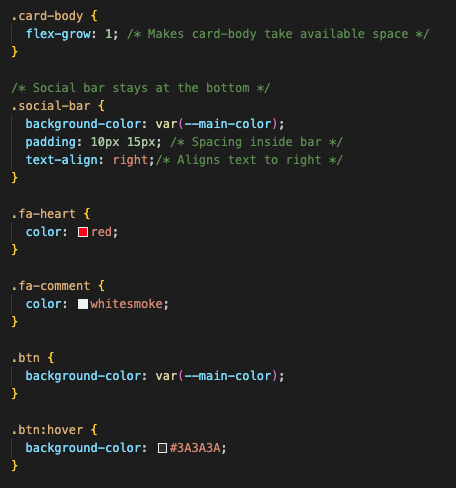 .card-body {
  flex-grow: 1; /* Makes card-body take available space */
}

/* Social bar stays at the bottom */
.social-bar {
  background-color: var(--main-color);
  padding: 10px 15px; /* Spacing inside bar */
  text-align: right;/* Aligns text to right */
}

.fa-heart {
  color: red;
}

.fa-comment {
  color: whitesmoke;
}

.btn {
  background-color: var(--main-color);
}

.btn:hover {
  background-color: #3A3A3A;
}